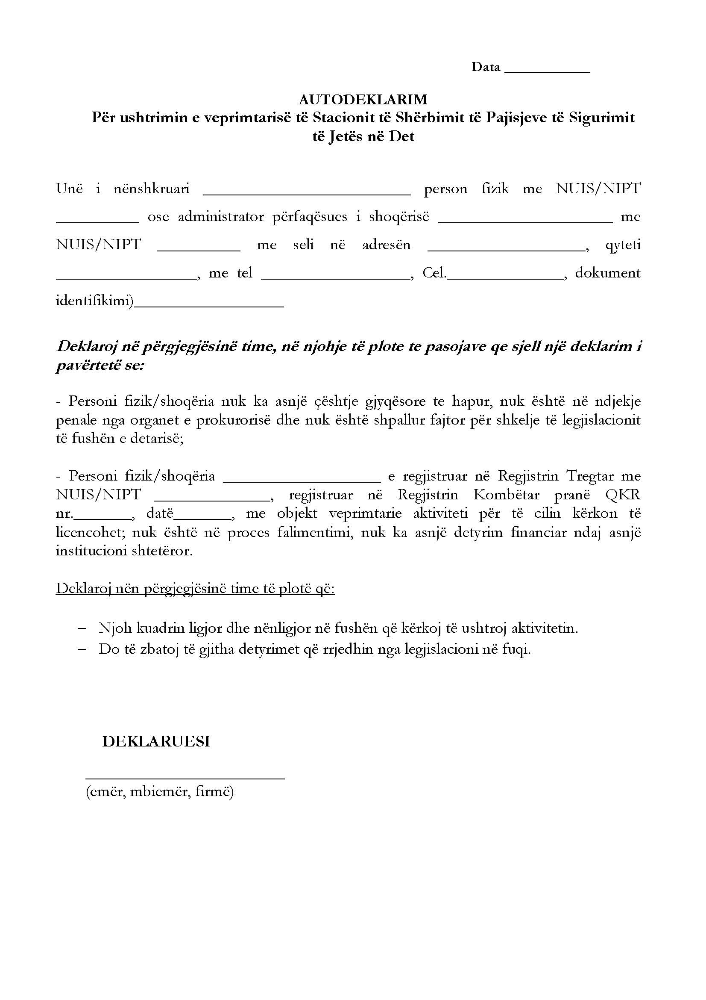 Data ____________
AUTODEKLARIM
Për ushtrimin e veprimtarisë të Stacionit të Shërbimit të Pajisjeve të Sigurimit
të Jetës në Det
Unë i nënshkruari _________________________ person fizik me NUIS/NIPT
__________ ose administrator përfaqësues i shoqërisë _____________________ me
NUIS/NIPT __________ me seli në adresën ___________________, qyteti
_________________, me tel __________________, Cel.______________, dokument
identifikimi)__________________
Deklaroj në përgjegjësinë time, në njohje të plote te pasojave qe sjell një deklarim i
pavërtetë se:
- Personi fizik/shoqëria nuk ka asnjë çështje gjyqësore te hapur, nuk është në ndjekje
penale nga organet e prokurorisë dhe nuk është shpallur fajtor për shkelje të legjislacionit
të fushën e detarisë;
- Personi fizik/shoqëria ___________________ e regjistruar në Regjistrin Tregtar me
NUIS/NIPT ______________, regjistruar në Regjistrin Kombëtar pranë QKR
nr._______, datë_______, me objekt veprimtarie aktiviteti për të cilin kërkon të
licencohet; nuk është në proces falimentimi, nuk ka asnjë detyrim financiar ndaj asnjë
institucioni shtetëror.
Deklaroj nën përgjegjësinë time të plotë që:
– Njoh kuadrin ligjor dhe nënligjor në fushën që kërkoj të ushtroj aktivitetin.
– Do të zbatoj të gjitha detyrimet që rrjedhin nga legjislacioni në fuqi.
DEKLARUESI
________________________
(emër, mbiemër, firmë)